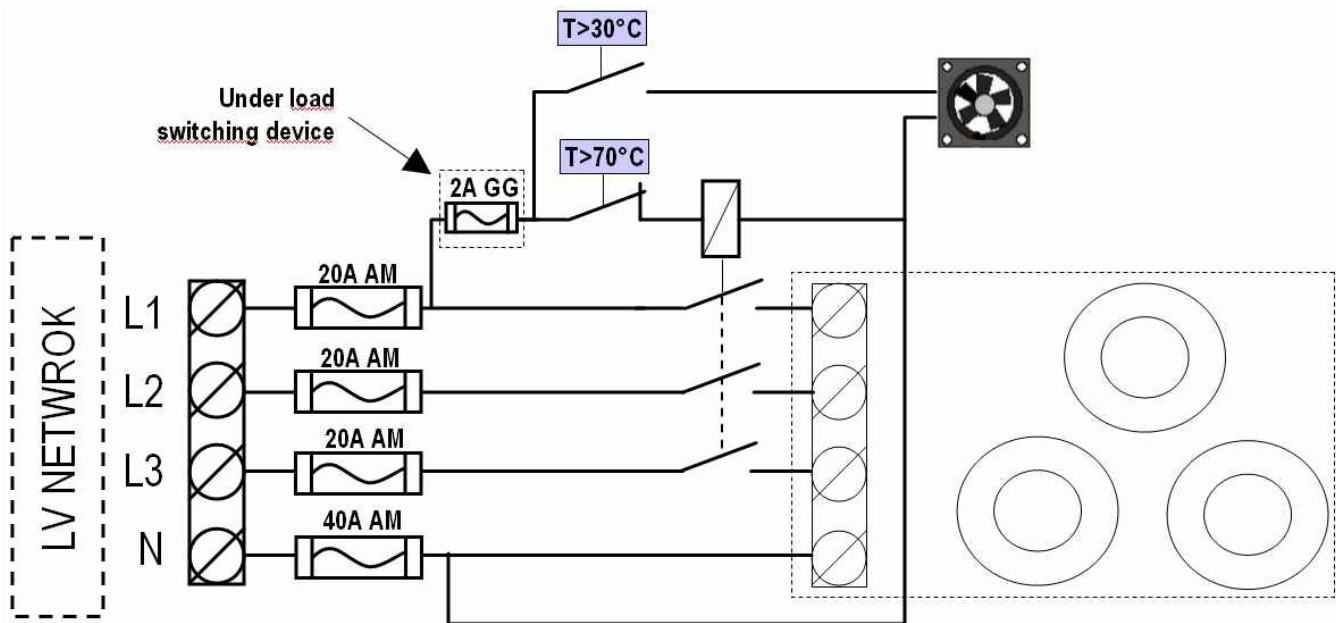 T>30°C
Under load
switching device
T>70°C
2A GG
LV NETWROK
L1
20A AM
L2
20A AM
L3
20A AM
N
40A AM